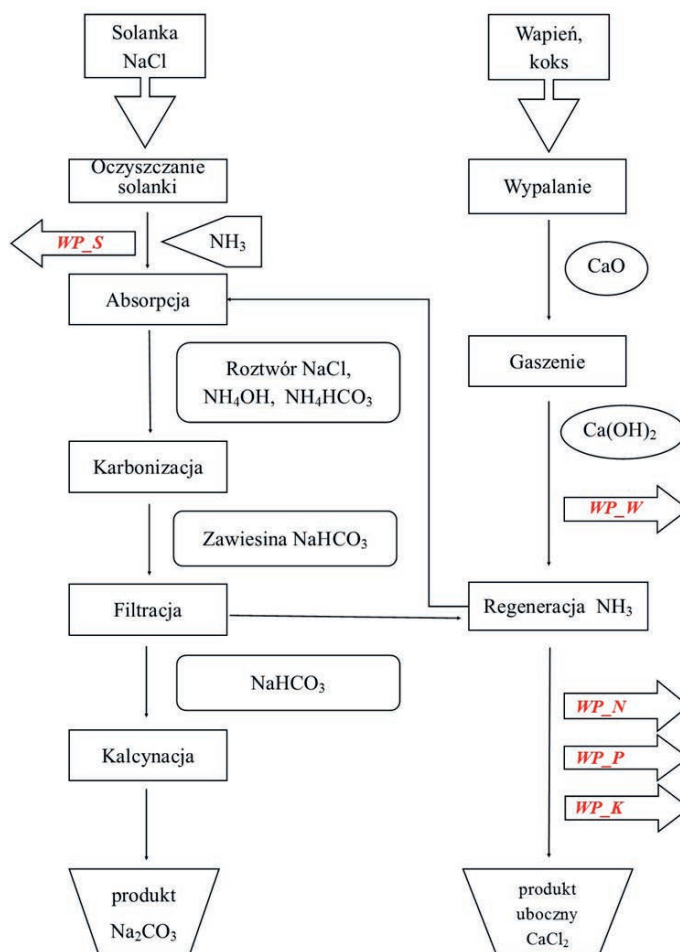 Solanka
NaCl
Oczyszczanie
solanki
WP_S
NH₃
Absorpcja
Roztwór NaCl,
NH₄OH, NH₄HCO₃
Karbonizacja
Zawiesina NaHCO₃
Filtracja
NaHCO₃
Kalcynacja
produkt
Na₂CO₃
Wapień,
koks
Wypalanie
CaO
Gaszenie
Ca(OH)₂
WP_W
Regeneracja NH₃
WP_N
WP_P
WP_K
produkt
uboczny
CaCl₂